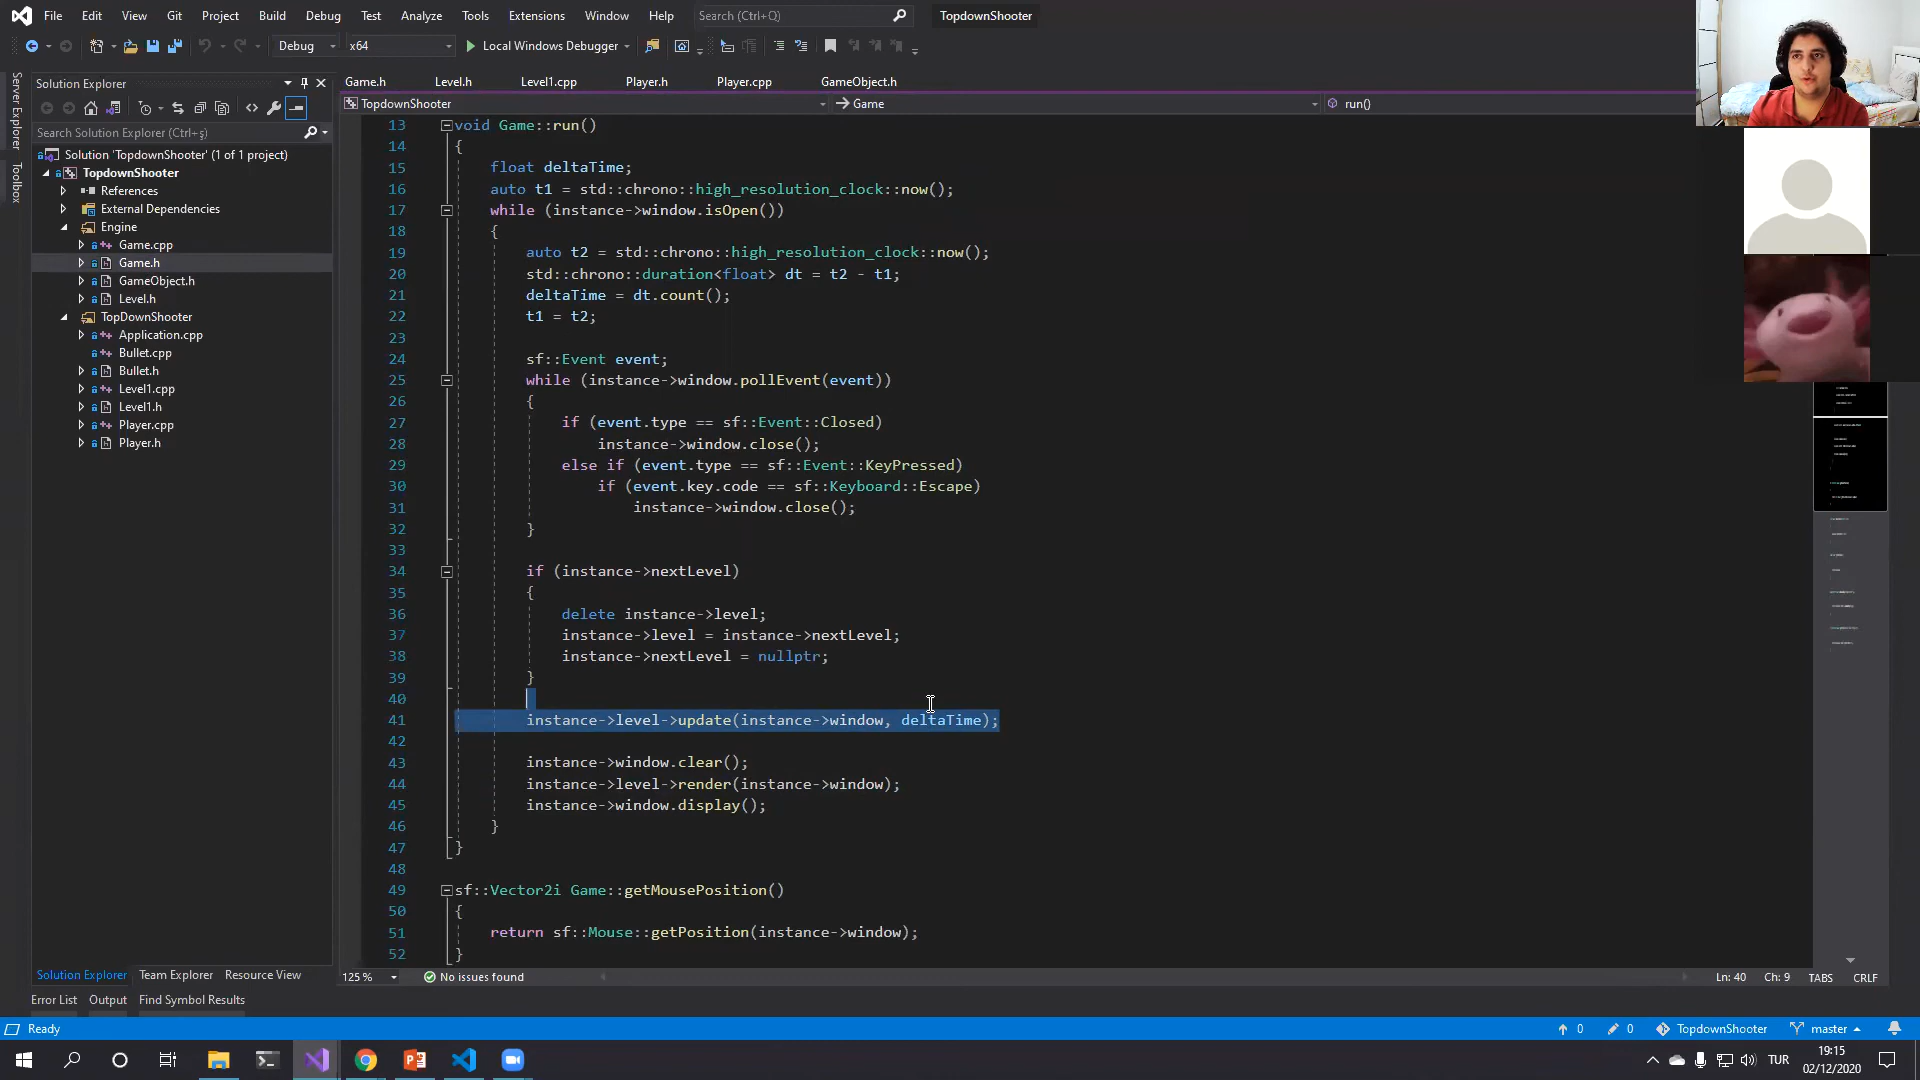 File Edit View Git Project Build Debug Test Analyze Tools Extensions Window Help Search (Ctrl+Q) TopdownShooter
Debug x64 Local Windows Debugger
Server Explorer
Toolbox
Solution Explorer
Search Solution Explorer (Ctrl+ş)
Solution 'TopdownShooter' (1 of 1 project)
TopdownShooter
References
External Dependencies
Engine
Game.cpp
Game.h
GameObject.h
Level.h
TopDownShooter
Application.cpp
Bullet.cpp
Bullet.h
Level1.cpp
Level1.h
Player.cpp
Player.h
Solution Explorer Team Explorer Resource View
Game.h Level.h Level1.cpp Player.h Player.cpp GameObject.h
TopdownShooter Game run()
13 void Game::run()
14 {
15 float deltaTime;
16 auto t1 = std::chrono::high_resolution_clock::now();
17 while (instance->window.isOpen())
18 {
19 auto t2 = std::chrono::high_resolution_clock::now();
20 std::chrono::duration<float> dt = t2 - t1;
21 deltaTime = dt.count();
22 t1 = t2;
23
24 sf::Event event;
25 while (instance->window.pollEvent(event))
26 {
27 if (event.type == sf::Event::Closed)
28 instance->window.close();
29 else if (event.type == sf::Event::KeyPressed)
30 if (event.key.code == sf::Keyboard::Escape)
31 instance->window.close();
32 }
33
34 if (instance->nextLevel)
35 {
36 delete instance->level;
37 instance->level = instance->nextLevel;
38 instance->nextLevel = nullptr;
39 }
40
41 instance->level->update(instance->window, deltaTime);
42
43 instance->window.clear();
44 instance->level->render(instance->window);
45 instance->window.display();
46 }
47 }
48
49 sf::Vector2i Game::getMousePosition()
50 {
51 return sf::Mouse::getPosition(instance->window);
52 }
125 % No issues found Ln: 40 Ch: 9 TABS CRLF
Error List Output Find Symbol Results
Ready 0 0 TopdownShooter master
TUR 19:15
02/12/2020